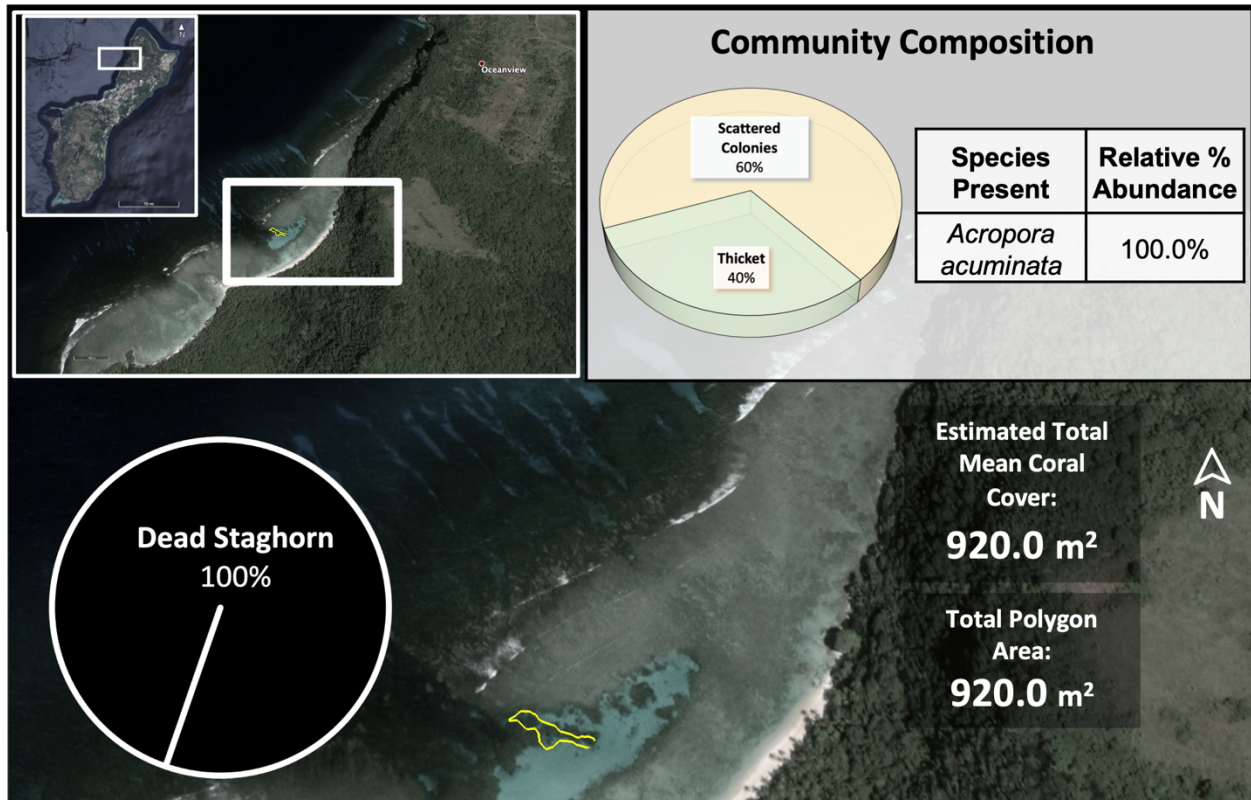 N
Oceanview
Community Composition
Scattered
Colonies
60%
Thicket
40%
Species
Present
Relative %
Abundance
Acropora
acuminata
100.0%
Dead Staghorn
100%
Estimated Total
Mean Coral
Cover:
920.0 m²
N
Total Polygon
Area:
920.0 m²